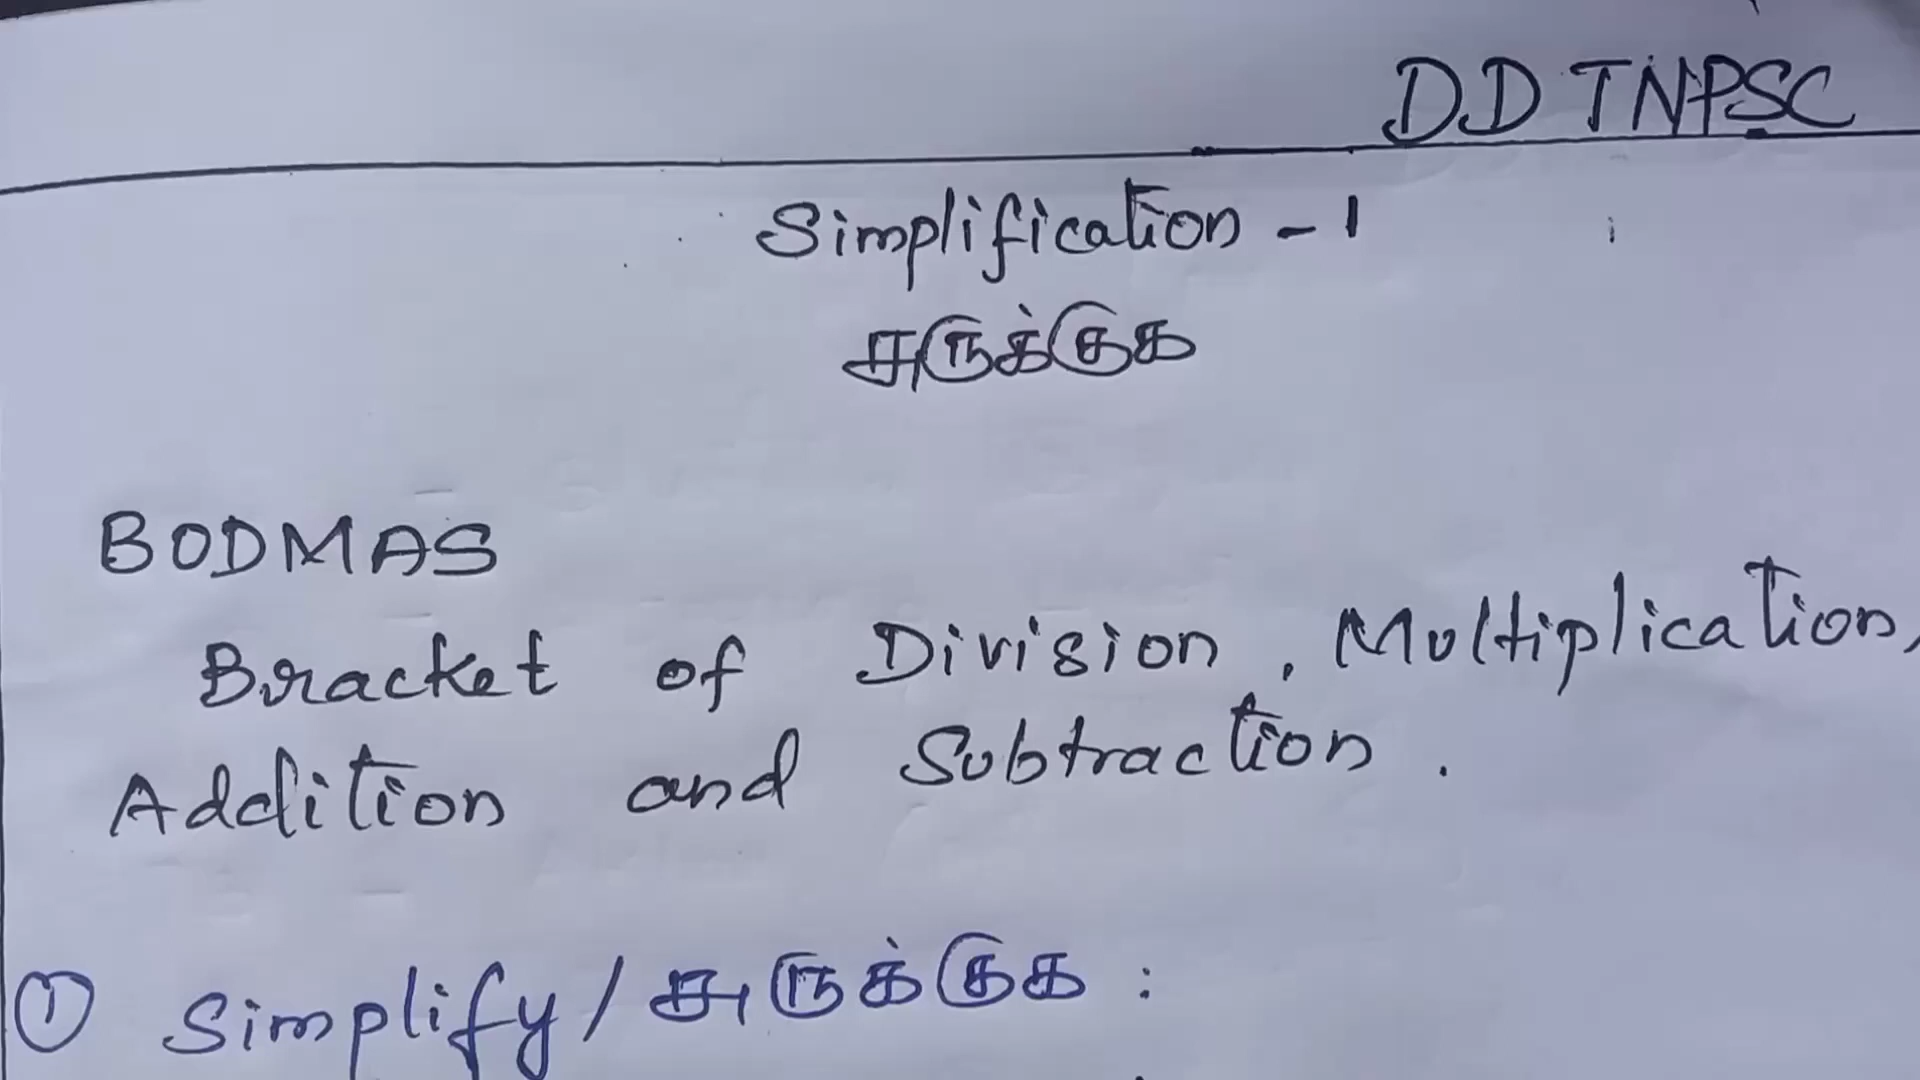 DD TNPSC
Simplification - 1
சுருக்குக
BODMAS
Bracket of Division, Multiplication,
Addition and Subtraction.
① Simplify / சுருக்குக :